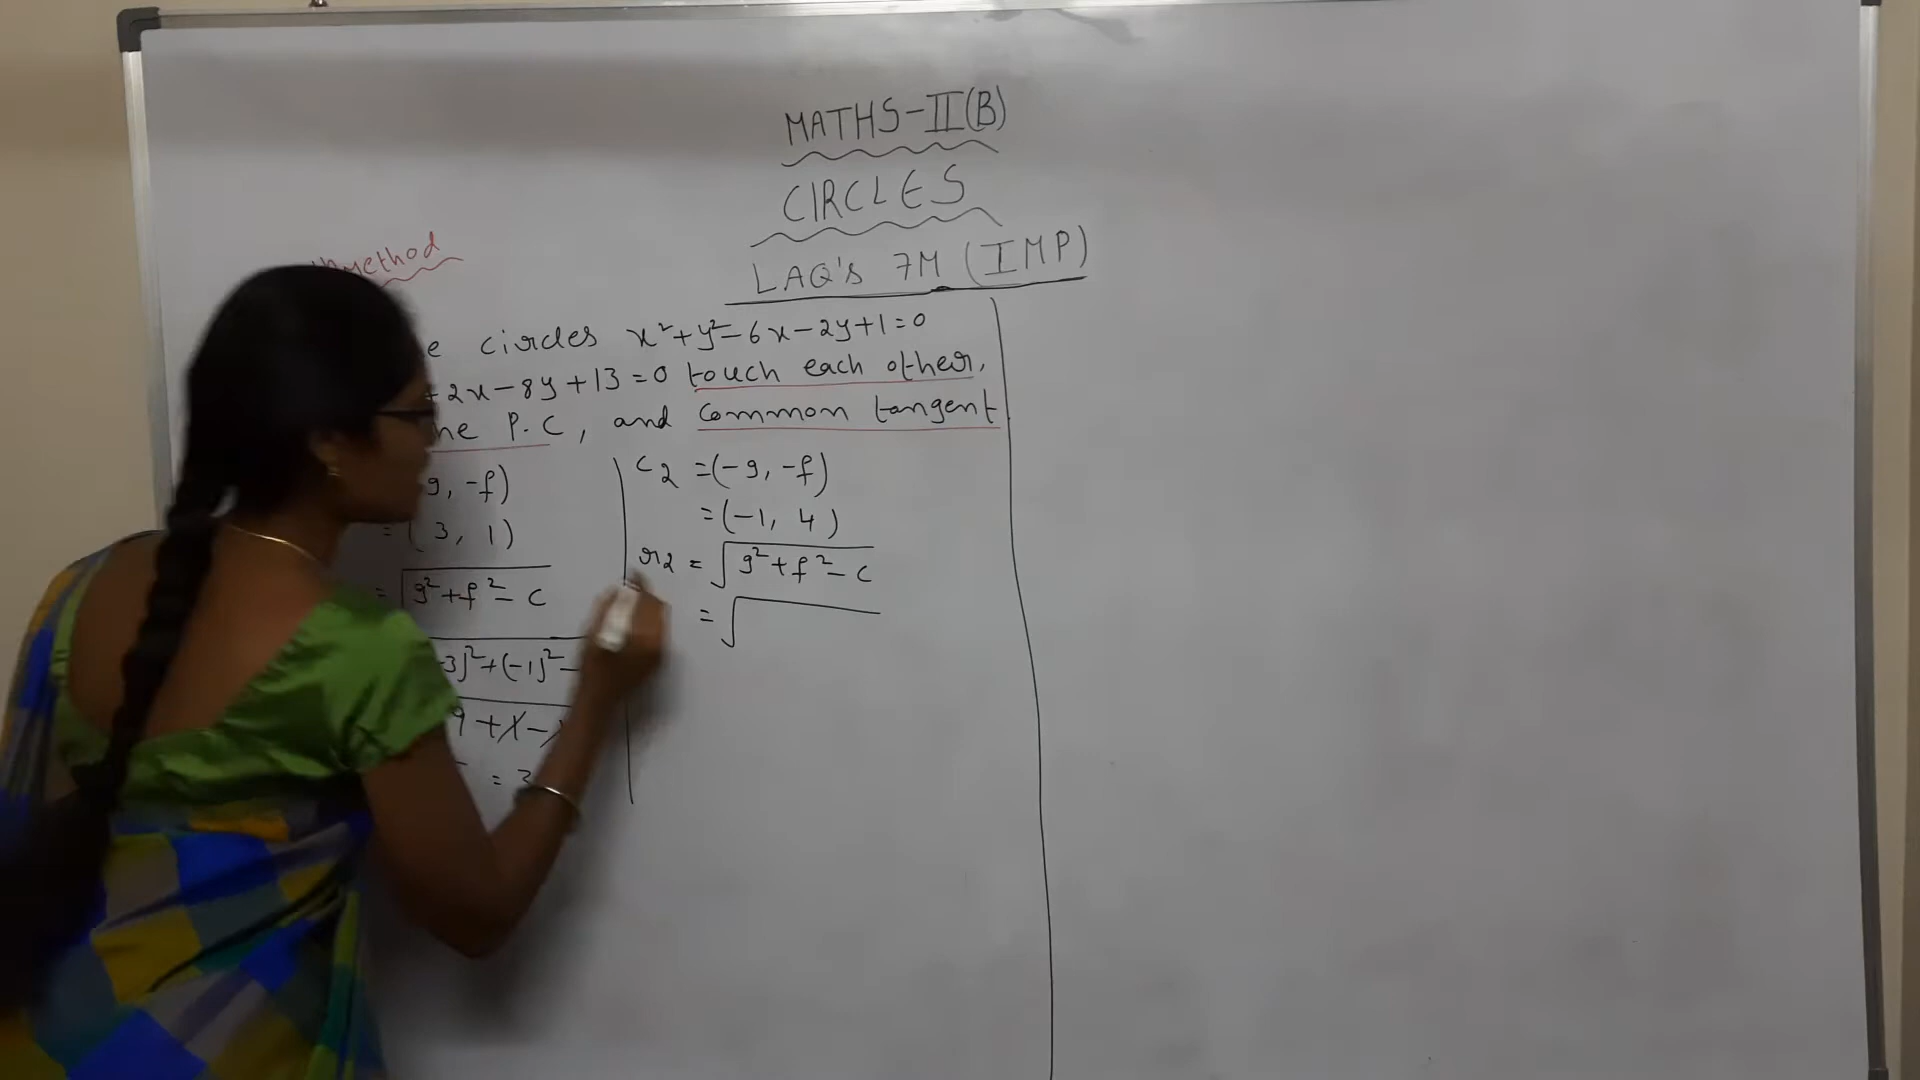 MATHS-II(B)
CIRCLES
LAQ's 7M (IMP)
method
circles x²+y²-6x-2y+1=0
2x-8y+13=0 touch each other,
P.C, and common tangent
g, -f)
= (3, 1)
= √g²+f²-c
3)²+(-1)²-
9+1-
= 3
C2 =(-g, -f)
=(-1, 4)
r2 = √g²+f²-c
= √